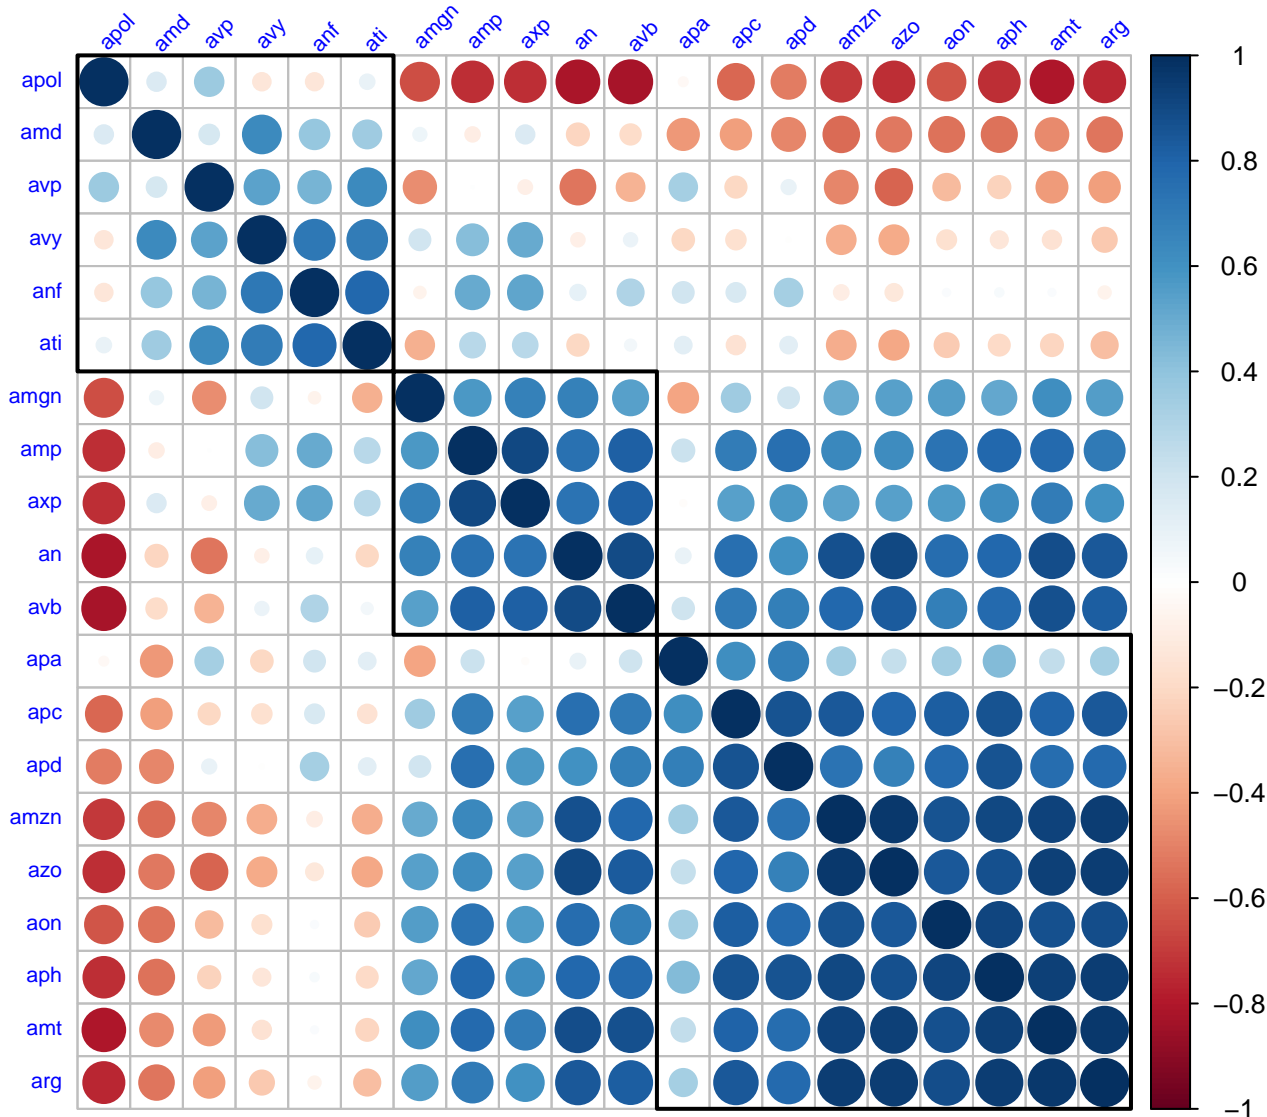 apol amd avp avy anf ati amgn amp axp an avb apa apc apd amzn azo aon aph amt arg
apol
amd
avp
avy
anf
ati
amgn
amp
axp
an
avb
apa
apc
apd
amzn
azo
aon
aph
amt
arg
1
0.8
0.6
0.4
0.2
0
−0.2
−0.4
−0.6
−0.8
−1